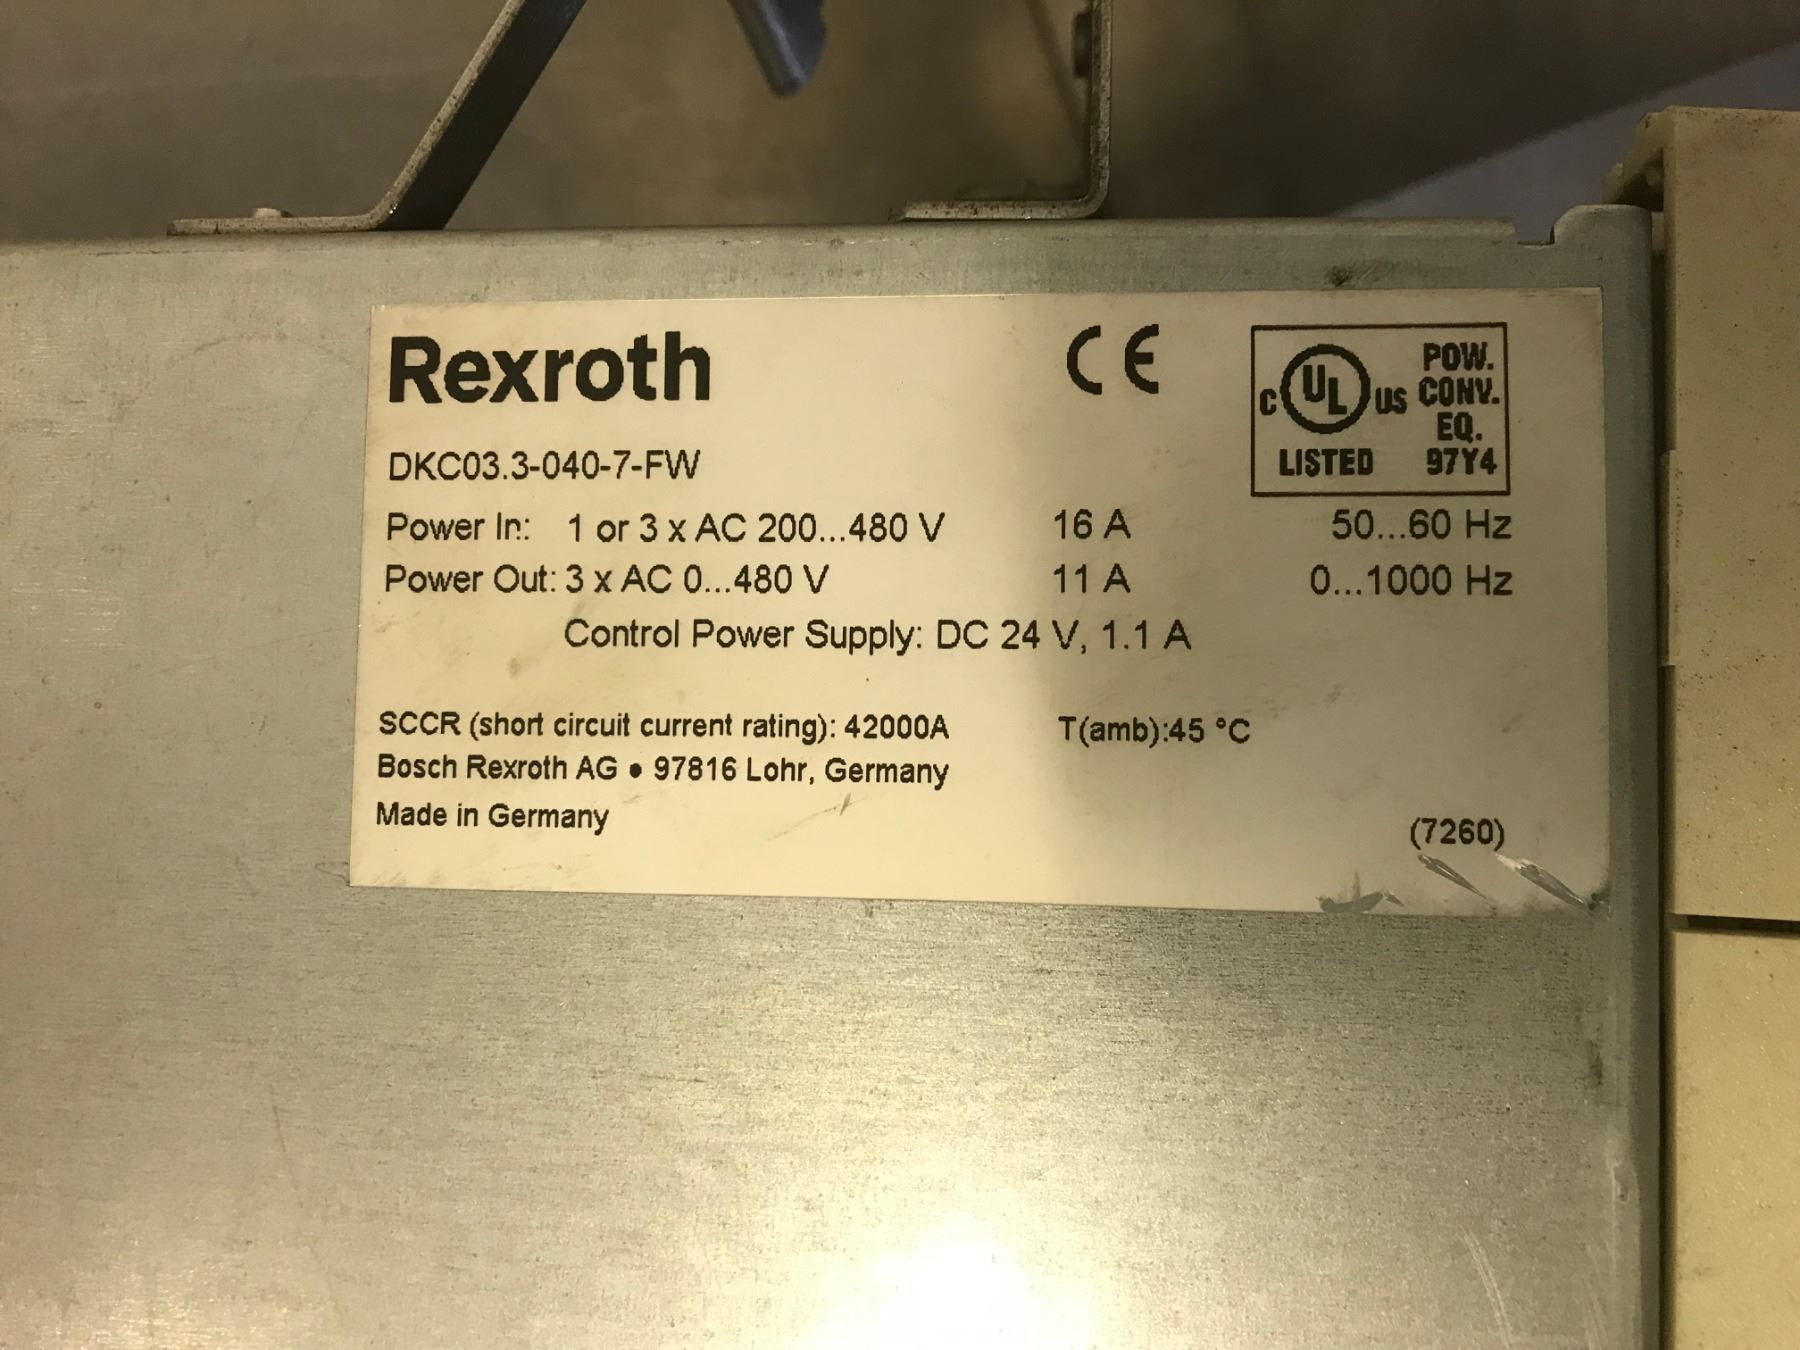 Rexroth
CE
C UL US
LISTED
POW.
CONV.
EQ.
97Y4
DKC03.3-040-7-FW
Power In: 1 or 3 x AC 200...480 V 16 A 50...60 Hz
Power Out: 3 x AC 0...480 V 11 A 0...1000 Hz
Control Power Supply: DC 24 V, 1.1 A
SCCR (short circuit current rating): 42000A T(amb):45 °C
Bosch Rexroth AG • 97816 Lohr, Germany
Made in Germany (7260)